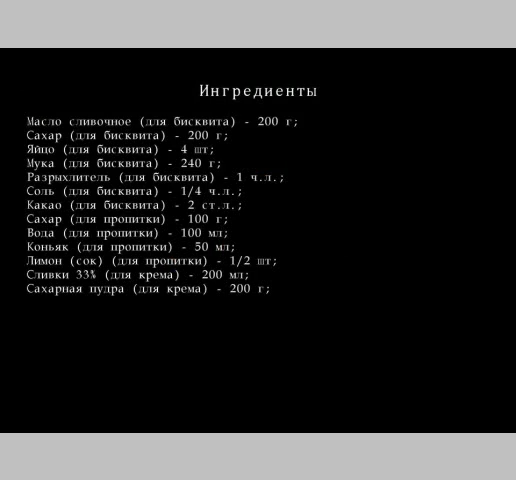 Ингредиенты
Масло сливочное (для бисквита) - 200 г;
Сахар (для бисквита) - 200 г;
Яйцо (для бисквита) - 4 шт;
Мука (для бисквита) - 240 г;
Разрыхлитель (для бисквита) - 1 ч.л.;
Соль (для бисквита) - 1/4 ч.л.;
Какао (для бисквита) - 2 ст.л.;
Сахар (для пропитки) - 100 г;
Вода (для пропитки) - 100 мл;
Коньяк (для пропитки) - 50 мл;
Лимон (сок) (для пропитки) - 1/2 шт;
Сливки 33% (для крема) - 200 мл;
Сахарная пудра (для крема) - 200 г;